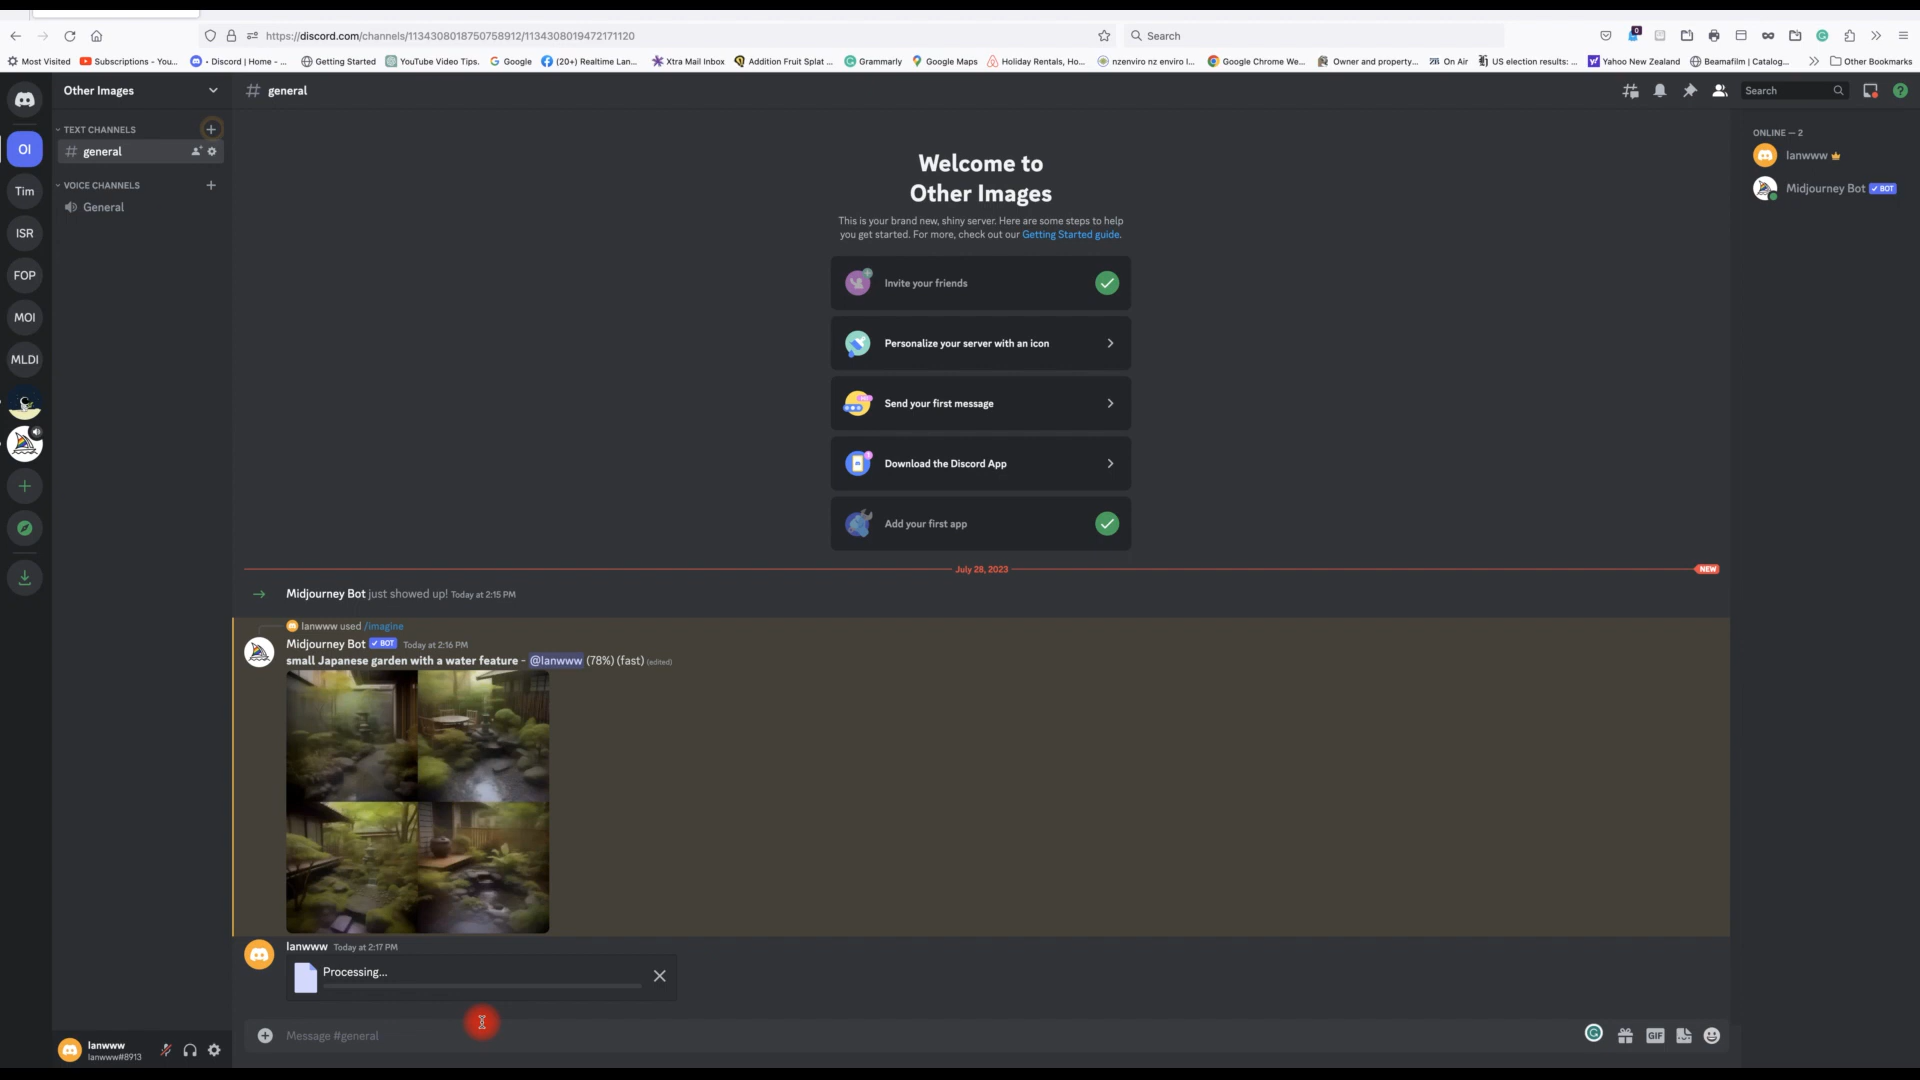 https://discord.com/channels/1134308018750758912/1134308019472171120
Search
Most Visited
Subscriptions - You...
• Discord | Home - ...
Getting Started
YouTube Video Tips.
Google
(20+) Realtime Lan...
Xtra Mail Inbox
Addition Fruit Splat ...
Grammarly
Google Maps
Holiday Rentals, Ho...
nzenviro nz enviro l...
Google Chrome We...
Owner and property...
On Air
US election results: ...
Yahoo New Zealand
Beamafilm | Catalog...
Other Bookmarks
Other Images
general
Search
TEXT CHANNELS
general
VOICE CHANNELS
General
OI
Tim
ISR
FOP
MOI
MLDI
Welcome to
Other Images
This is your brand new, shiny server. Here are some steps to help
you get started. For more, check out our Getting Started guide.
Invite your friends
Personalize your server with an icon
Send your first message
Download the Discord App
Add your first app
July 28, 2023
NEW
Midjourney Bot just showed up! Today at 2:15 PM
Ianwww used /imagine
Midjourney Bot ✓ BOT Today at 2:16 PM
small Japanese garden with a water feature - @Ianwww (78%) (fast) (edited)
Ianwww Today at 2:17 PM
Processing...
Message #general
GIF
Ianwww
Ianwww#8913
ONLINE — 2
Ianwww
Midjourney Bot ✓ BOT